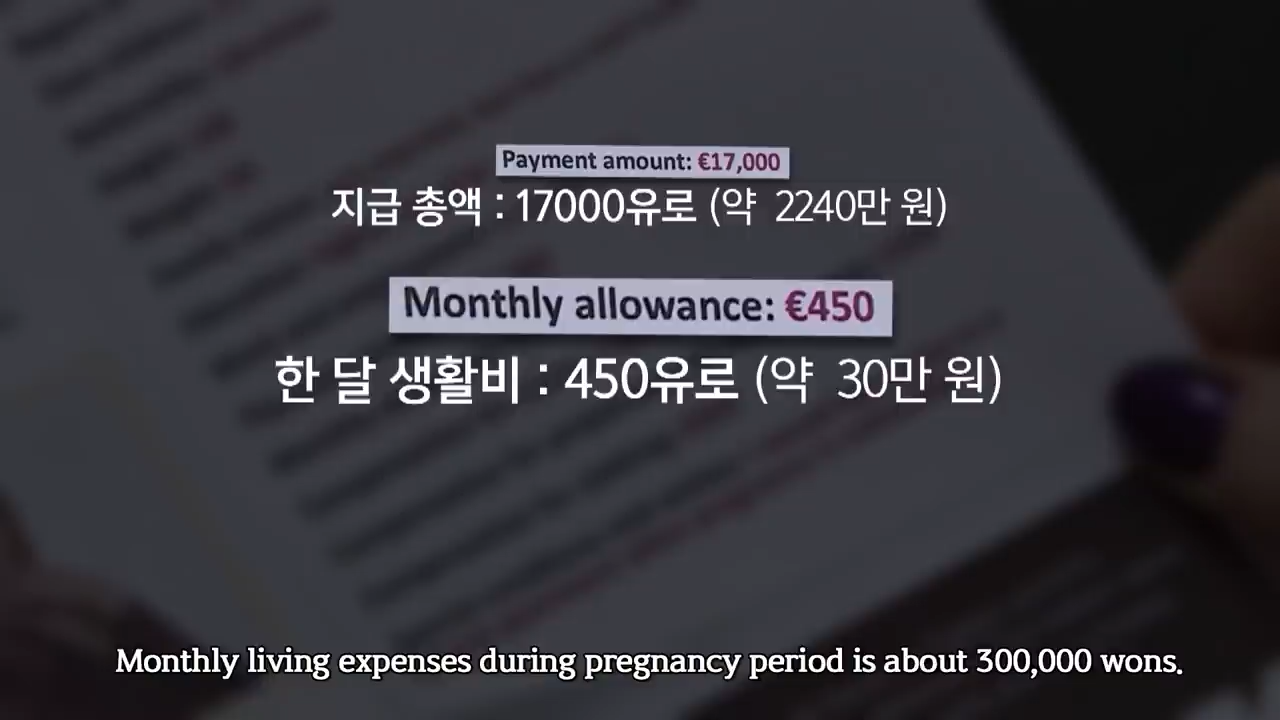 Payment amount: €17,000
지급 총액 : 17000유로 (약 2240만 원)
Monthly allowance: €450
한 달 생활비 : 450유로 (약 30만 원)
Monthly living expenses during pregnancy period is about 300,000 wons.